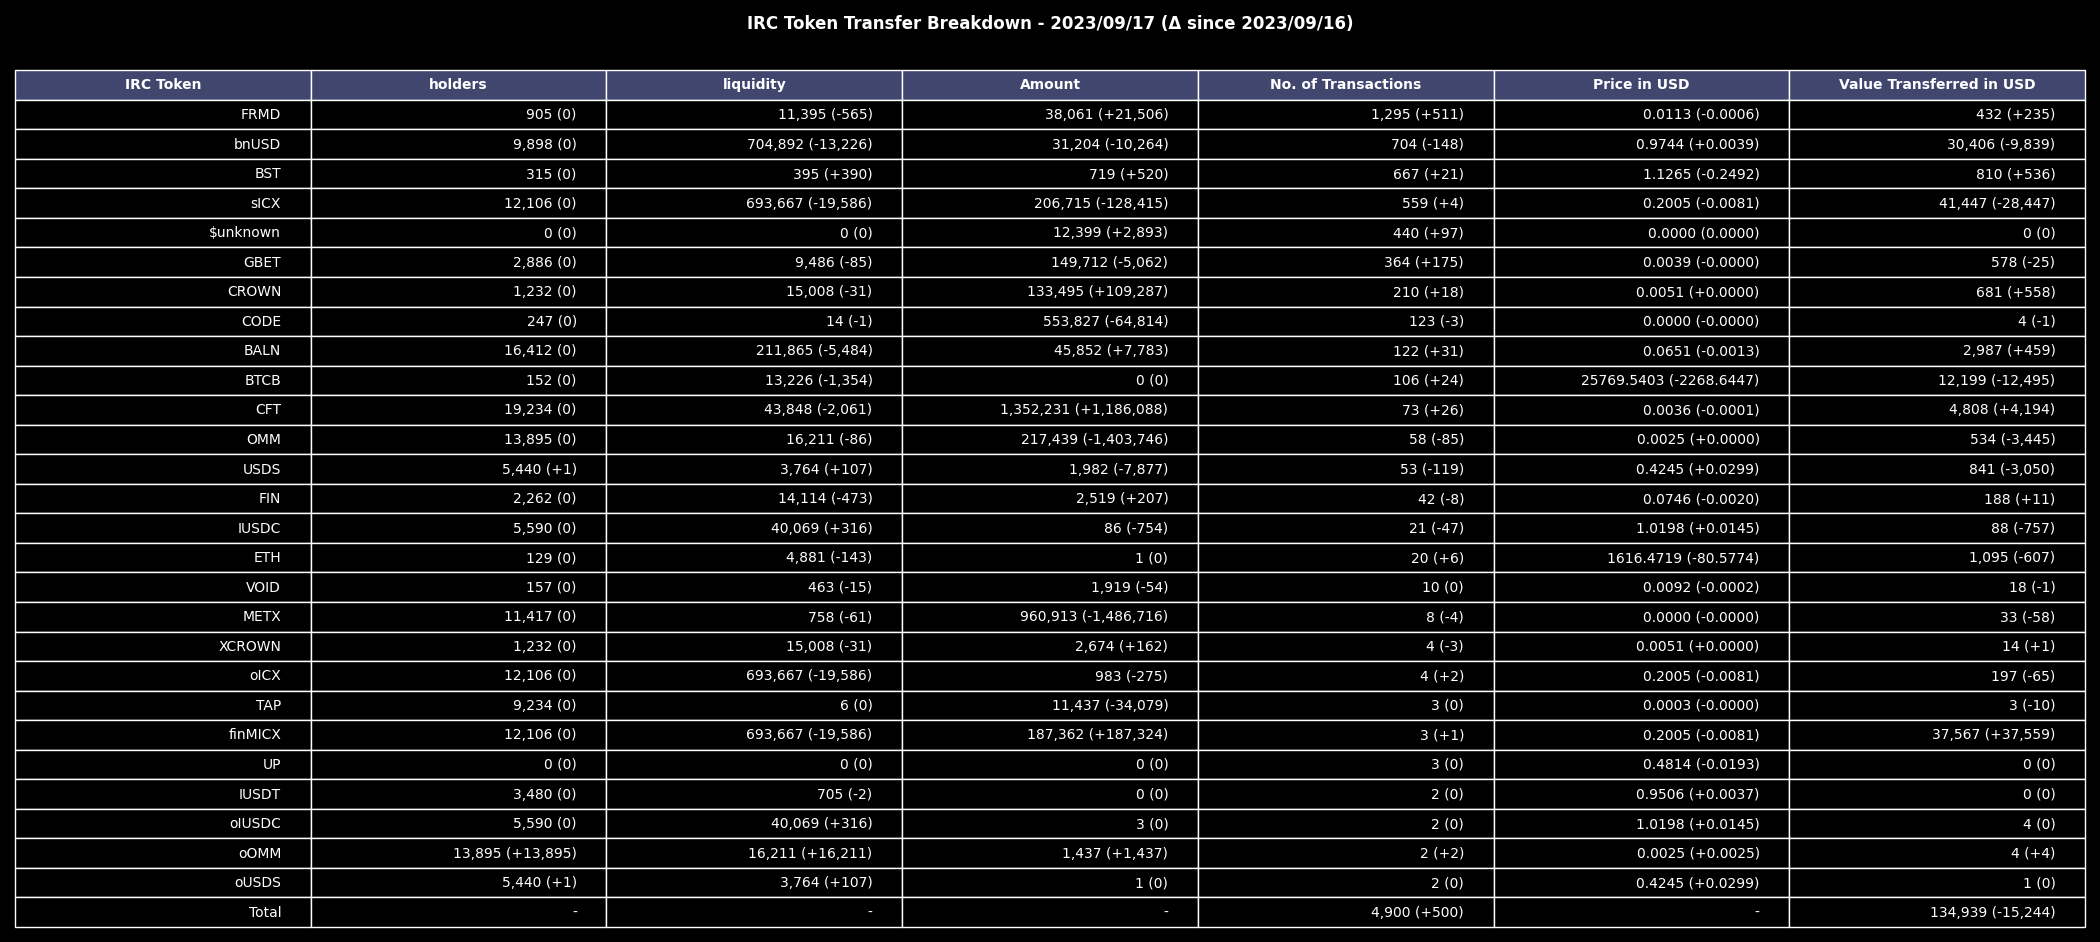 IRC Token Transfer Breakdown - 2023/09/17 (Δ since 2023/09/16)
IRC Token holders liquidity Amount No. of Transactions Price in USD Value Transferred in USD
FRMD 905 (0) 11,395 (-565) 38,061 (+21,506) 1,295 (+511) 0.0113 (-0.0006) 432 (+235)
bnUSD 9,898 (0) 704,892 (-13,226) 31,204 (-10,264) 704 (-148) 0.9744 (+0.0039) 30,406 (-9,839)
BST 315 (0) 395 (+390) 719 (+520) 667 (+21) 1.1265 (-0.2492) 810 (+536)
sICX 12,106 (0) 693,667 (-19,586) 206,715 (-128,415) 559 (+4) 0.2005 (-0.0081) 41,447 (-28,447)
$unknown 0 (0) 0 (0) 12,399 (+2,893) 440 (+97) 0.0000 (0.0000) 0 (0)
GBET 2,886 (0) 9,486 (-85) 149,712 (-5,062) 364 (+175) 0.0039 (-0.0000) 578 (-25)
CROWN 1,232 (0) 15,008 (-31) 133,495 (+109,287) 210 (+18) 0.0051 (+0.0000) 681 (+558)
CODE 247 (0) 14 (-1) 553,827 (-64,814) 123 (-3) 0.0000 (-0.0000) 4 (-1)
BALN 16,412 (0) 211,865 (-5,484) 45,852 (+7,783) 122 (+31) 0.0651 (-0.0013) 2,987 (+459)
BTCB 152 (0) 13,226 (-1,354) 0 (0) 106 (+24) 25769.5403 (-2268.6447) 12,199 (-12,495)
CFT 19,234 (0) 43,848 (-2,061) 1,352,231 (+1,186,088) 73 (+26) 0.0036 (-0.0001) 4,808 (+4,194)
OMM 13,895 (0) 16,211 (-86) 217,439 (-1,403,746) 58 (-85) 0.0025 (+0.0000) 534 (-3,445)
USDS 5,440 (+1) 3,764 (+107) 1,982 (-7,877) 53 (-119) 0.4245 (+0.0299) 841 (-3,050)
FIN 2,262 (0) 14,114 (-473) 2,519 (+207) 42 (-8) 0.0746 (-0.0020) 188 (+11)
IUSDC 5,590 (0) 40,069 (+316) 86 (-754) 21 (-47) 1.0198 (+0.0145) 88 (-757)
ETH 129 (0) 4,881 (-143) 1 (0) 20 (+6) 1616.4719 (-80.5774) 1,095 (-607)
VOID 157 (0) 463 (-15) 1,919 (-54) 10 (0) 0.0092 (-0.0002) 18 (-1)
METX 11,417 (0) 758 (-61) 960,913 (-1,486,716) 8 (-4) 0.0000 (-0.0000) 33 (-58)
XCROWN 1,232 (0) 15,008 (-31) 2,674 (+162) 4 (-3) 0.0051 (+0.0000) 14 (+1)
oICX 12,106 (0) 693,667 (-19,586) 983 (-275) 4 (+2) 0.2005 (-0.0081) 197 (-65)
TAP 9,234 (0) 6 (0) 11,437 (-34,079) 3 (0) 0.0003 (-0.0000) 3 (-10)
finMICX 12,106 (0) 693,667 (-19,586) 187,362 (+187,324) 3 (+1) 0.2005 (-0.0081) 37,567 (+37,559)
UP 0 (0) 0 (0) 0 (0) 3 (0) 0.4814 (-0.0193) 0 (0)
IUSDT 3,480 (0) 705 (-2) 0 (0) 2 (0) 0.9506 (+0.0037) 0 (0)
oIUSDC 5,590 (0) 40,069 (+316) 3 (0) 2 (0) 1.0198 (+0.0145) 4 (0)
oOMM 13,895 (+13,895) 16,211 (+16,211) 1,437 (+1,437) 2 (+2) 0.0025 (+0.0025) 4 (+4)
oUSDS 5,440 (+1) 3,764 (+107) 1 (0) 2 (0) 0.4245 (+0.0299) 1 (0)
Total - - - 4,900 (+500) - 134,939 (-15,244)